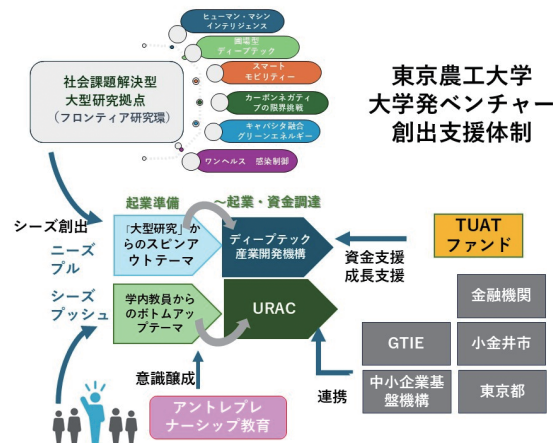 ヒューマン・マシン
インテリジェンス
圏場型
ディープテック
スマート
モビリティー
カーボンネガティ
ブの限界挑戦
キャパシタ融合
グリーンエネルギー
ワンヘルス 感染制御
社会課題解決型
大型研究拠点
（フロンティア研究環）
東京農工大学
大学発ベンチャー
創出支援体制
起業準備
～起業・資金調達
シーズ創出
ニーズ
プル
「大型研究」か
らのスピンア
ウトテーマ
ディープテック
産業開発機構
資金支援
成長支援
TUAT
ファンド
シーズ
プッシュ
学内教員から
のボトムアッ
プテーマ
URAC
意識醸成
アントレプレ
ナーシップ教育
連携
金融機関
GTIE
小金井市
中小企業基
盤機構
東京都